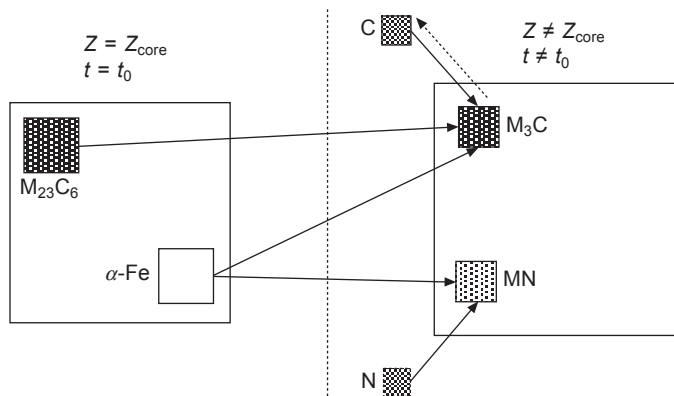 Z = Z_core
t = t_0
M_23C_6
α-Fe
C
Z ≠ Z_core
t ≠ t_0
M_3C
MN
N